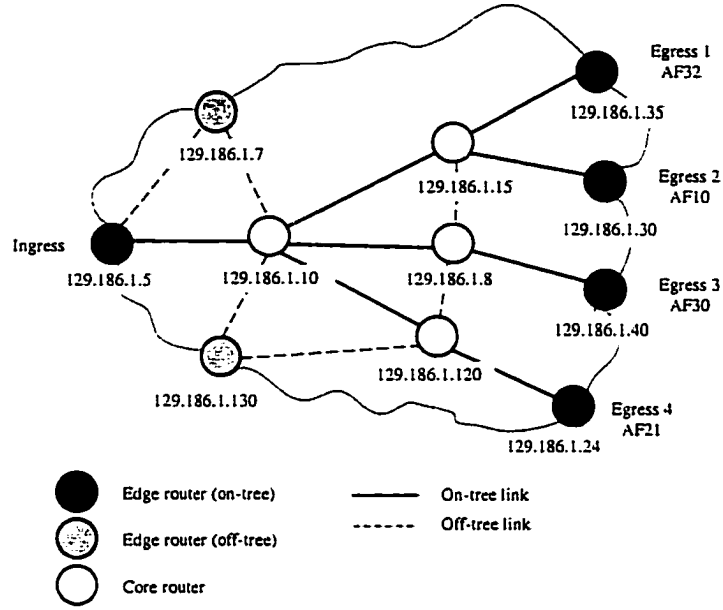 Egress 1
AF32
129.186.1.35
129.186.1.7
129.186.1.15
Egress 2
AF10
129.186.1.30
Ingress
129.186.1.5
129.186.1.10
129.186.1.8
Egress 3
AF30
129.186.1.40
129.186.1.120
129.186.1.130
Egress 4
AF21
129.186.1.24
Edge router (on-tree)
On-tree link
Edge router (off-tree)
Off-tree link
Core router